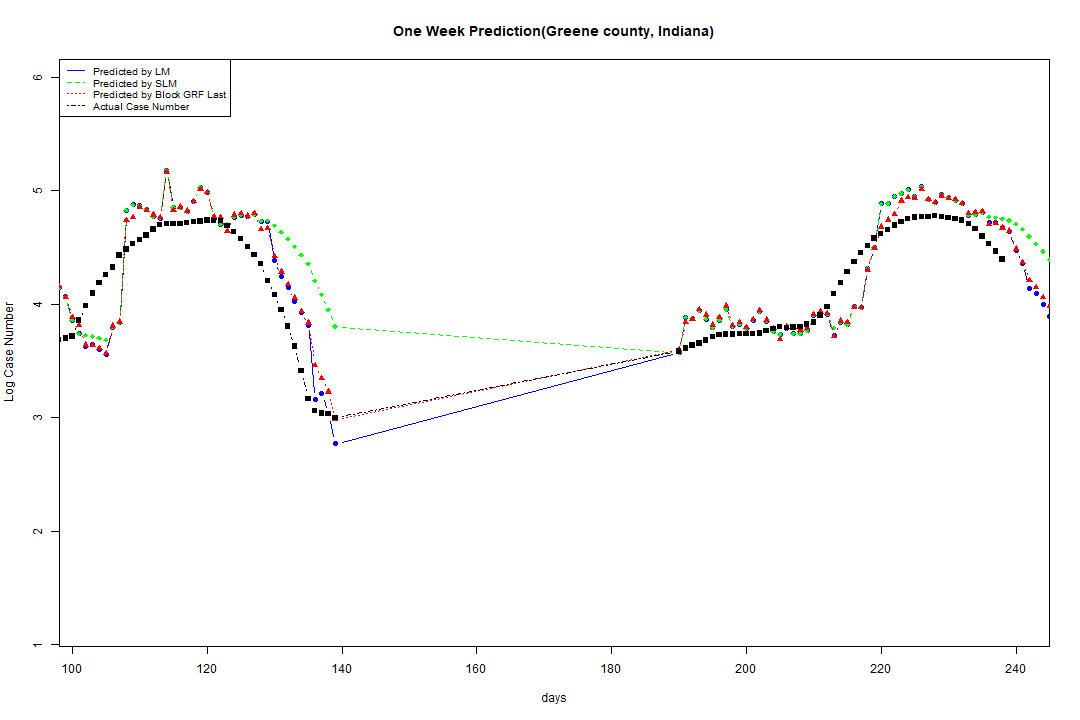 One Week Prediction(Greene county, Indiana)
Predicted by LM
Predicted by SLM
Predicted by Block GRF Last
Actual Case Number
6
5
4
3
2
1
Log Case Number
100 120 140 160 180 200 220 240
days